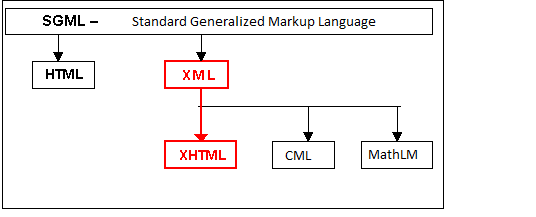 SGML – Standard Generalized Markup Language
HTML XML
XHTML CML MathLM